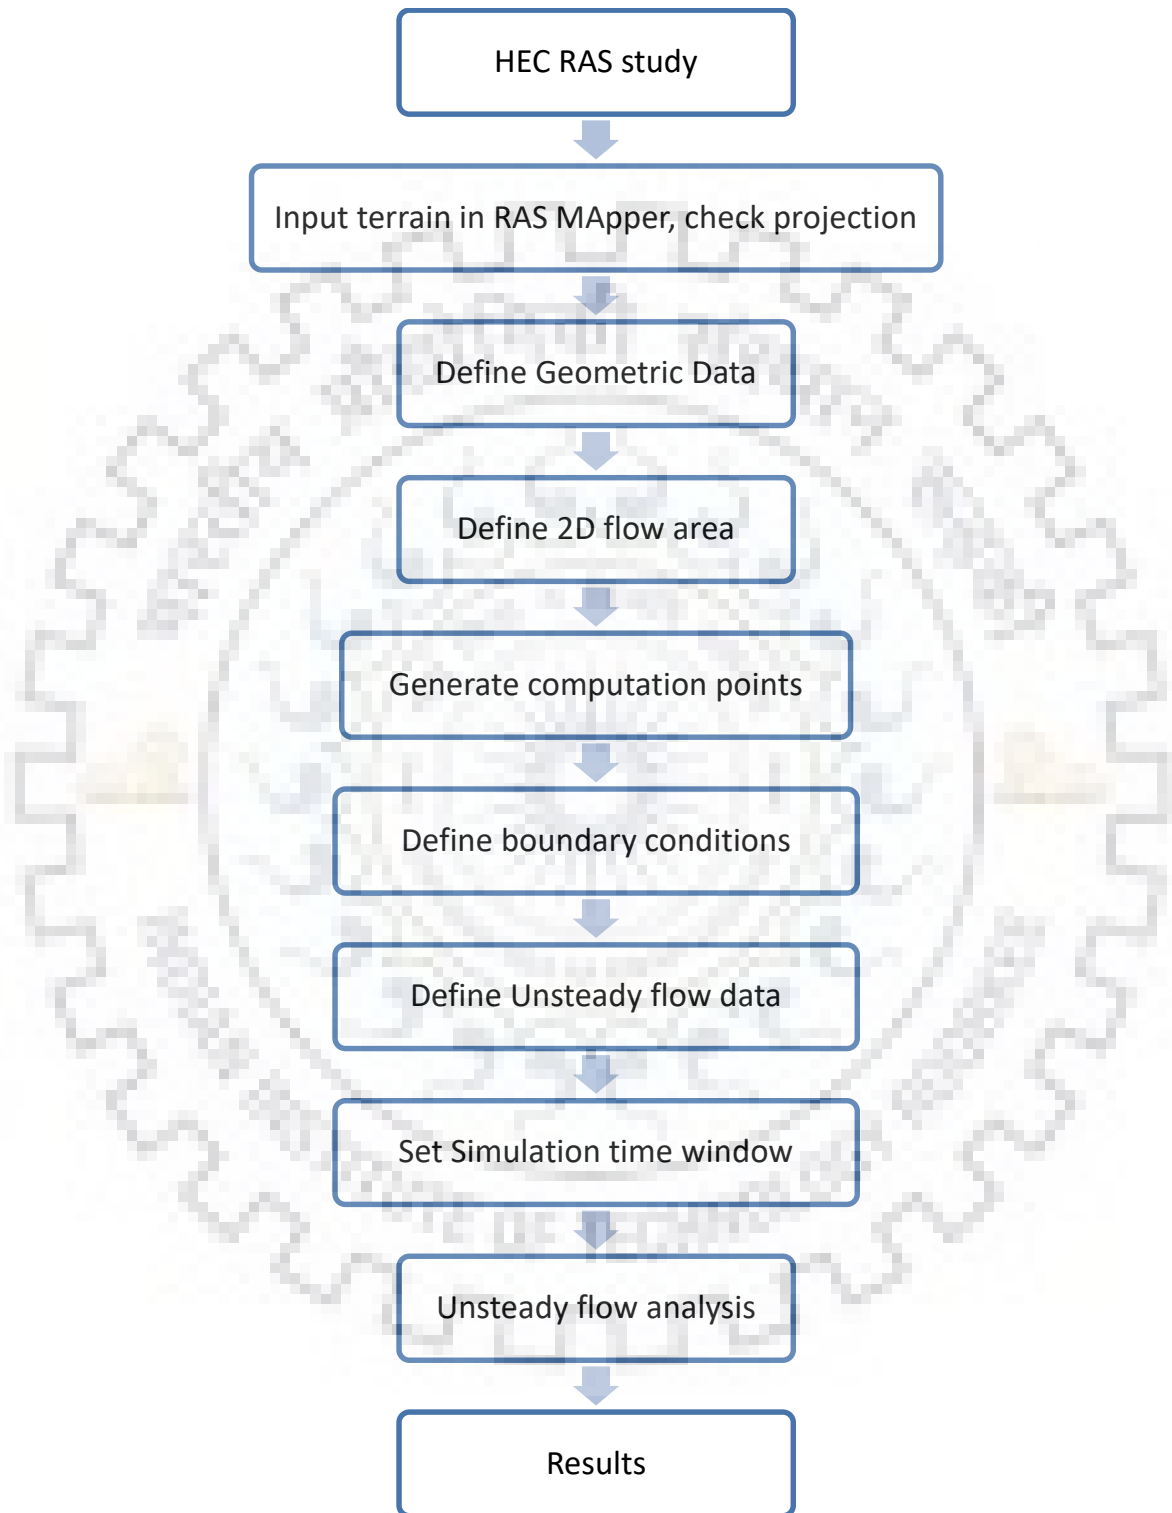 HEC RAS study
Input terrain in RAS MApper, check projection
Define Geometric Data
Define 2D flow area
Generate computation points
Define boundary conditions
Define Unsteady flow data
Set Simulation time window
Unsteady flow analysis
Results